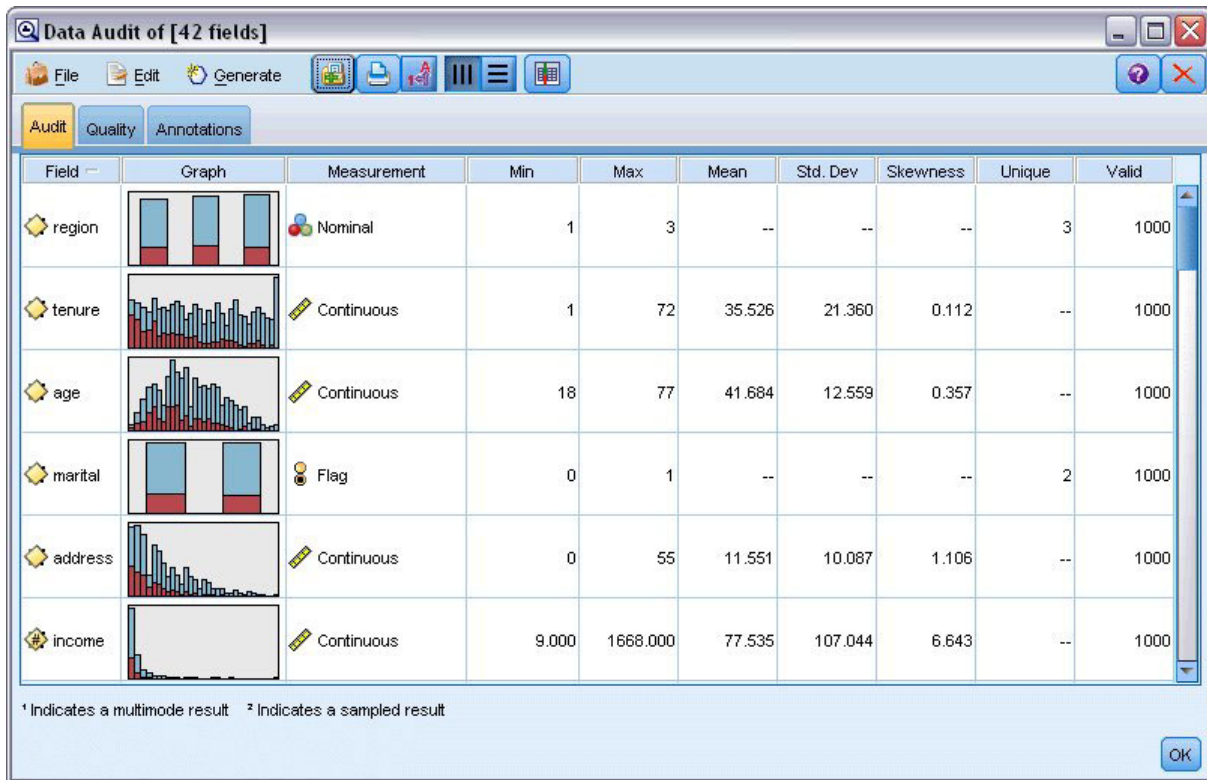 Data Audit of [42 fields]
File Edit Generate
Audit Quality Annotations
Field Graph Measurement Min Max Mean Std. Dev Skewness Unique Valid
region Nominal 1 3 -- -- -- 3 1000
tenure Continuous 1 72 35.526 21.360 0.112 -- 1000
age Continuous 18 77 41.684 12.559 0.357 -- 1000
marital Flag 0 1 -- -- -- 2 1000
address Continuous 0 55 11.551 10.087 1.106 -- 1000
income Continuous 9.000 1668.000 77.535 107.044 6.643 -- 1000
¹ Indicates a multimode result ² Indicates a sampled result
OK